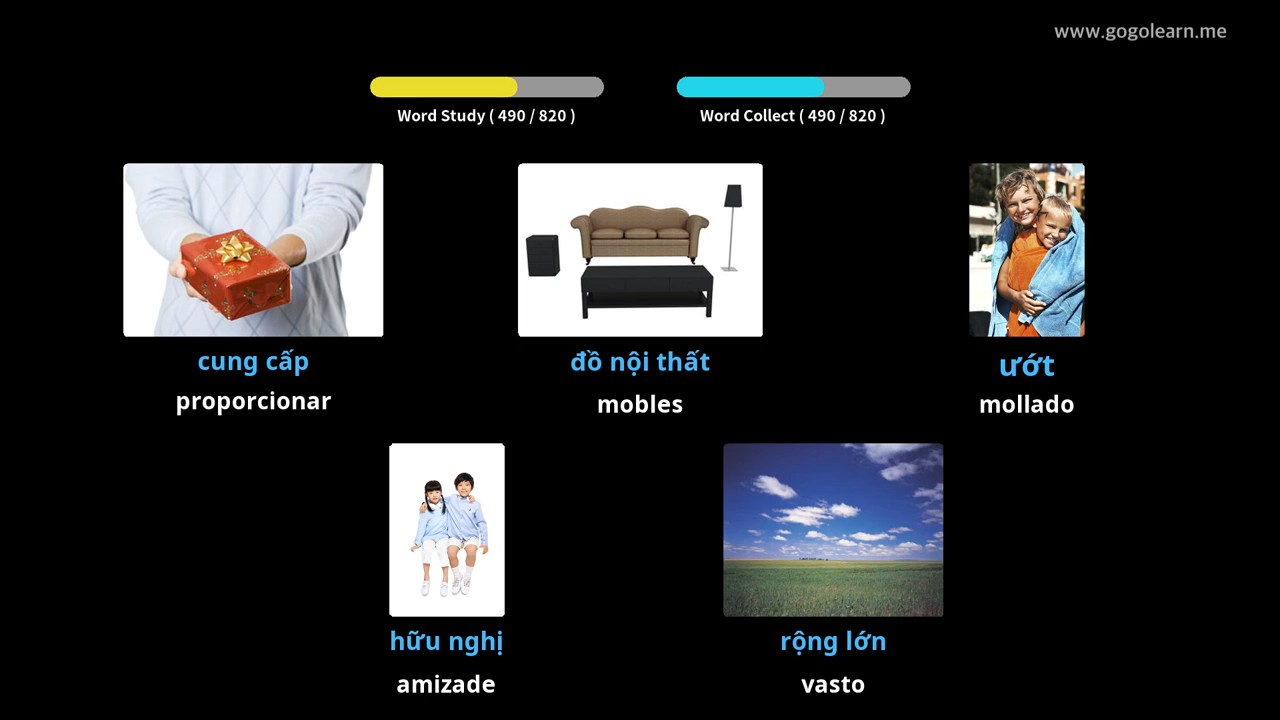 www.gogolearn.me
Word Study ( 490 / 820 )
Word Collect ( 490 / 820 )
cung cấp
proporcionar
đồ nội thất
mobles
ướt
mollado
hữu nghị
amizade
rộng lớn
vasto